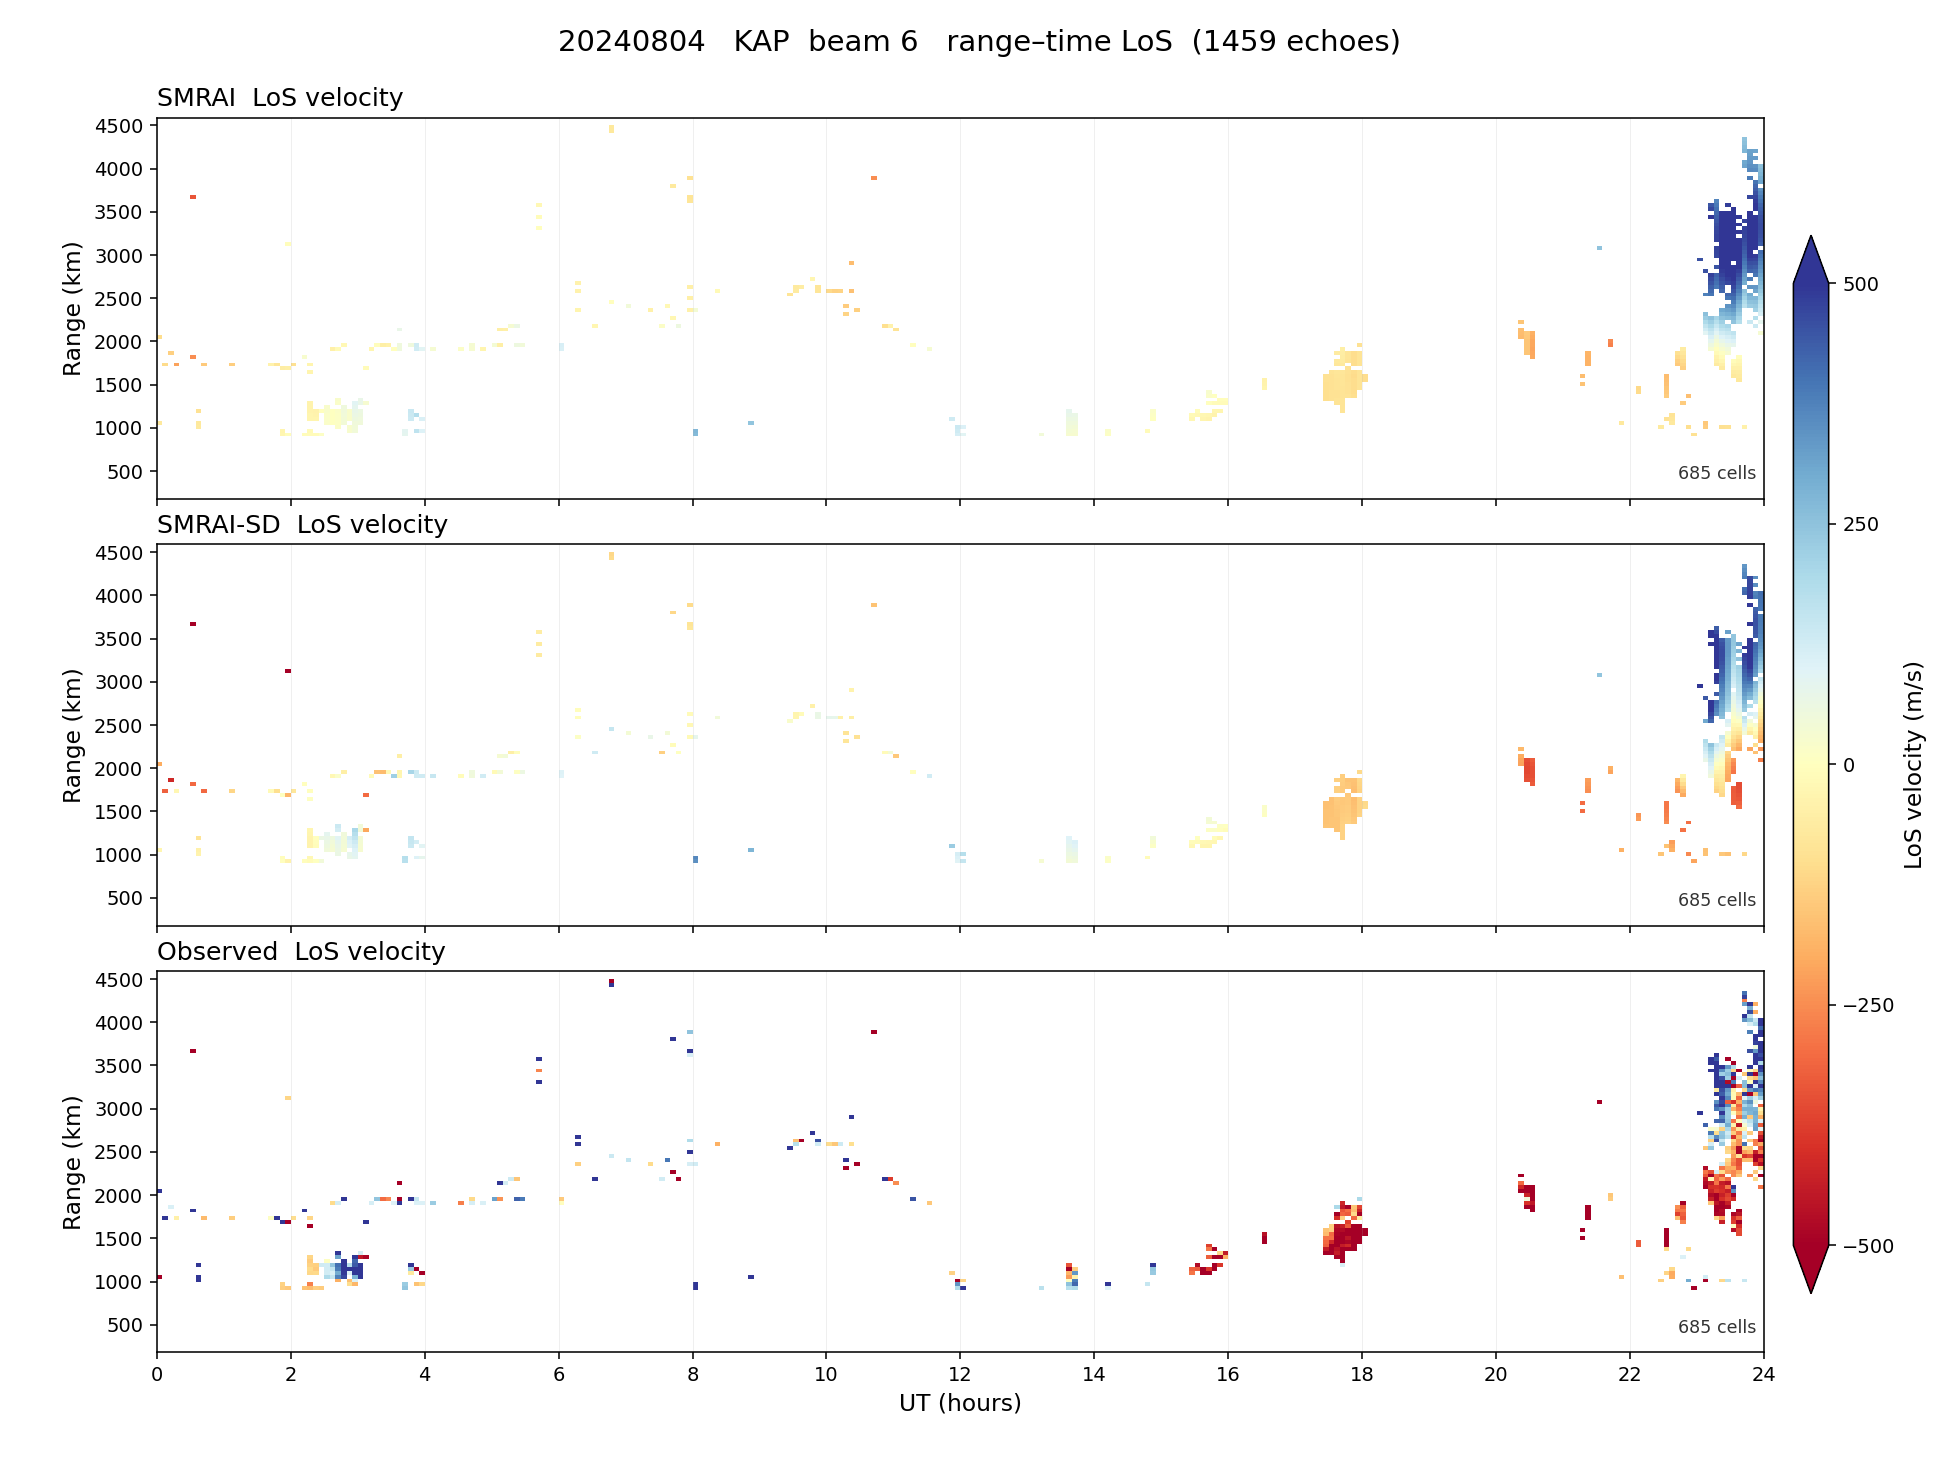 20240804   KAP  beam 6   range–time LoS  (1459 echoes)
SMRAI  LoS velocity
4500
4000
3500
3000
2500
2000
1500
1000
500
Range (km)
685 cells
SMRAI-SD  LoS velocity
4500
4000
3500
3000
2500
2000
1500
1000
500
Range (km)
685 cells
Observed  LoS velocity
4500
4000
3500
3000
2500
2000
1500
1000
500
Range (km)
685 cells
0 2 4 6 8 10 12 14 16 18 20 22 24
UT (hours)
500
250
0
−250
−500
LoS velocity (m/s)